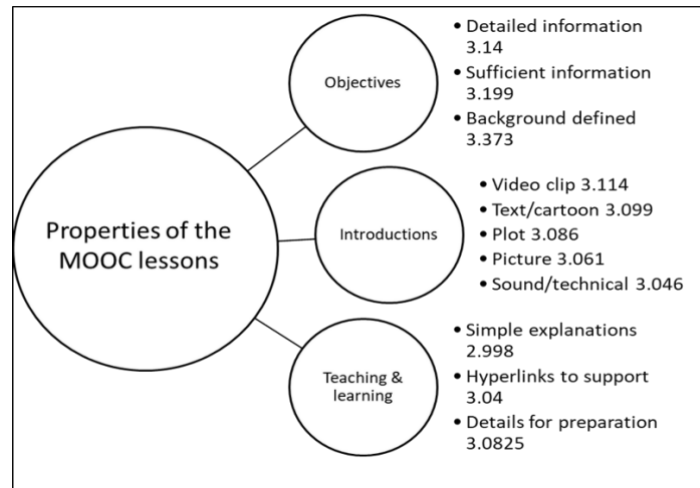 Properties of the
MOOC lessons
Objectives
• Detailed information
3.14
• Sufficient information
3.199
• Background defined
3.373
Introductions
• Video clip 3.114
• Text/cartoon 3.099
• Plot 3.086
• Picture 3.061
• Sound/technical 3.046
Teaching &
learning
• Simple explanations
2.998
• Hyperlinks to support
3.04
• Details for preparation
3.0825